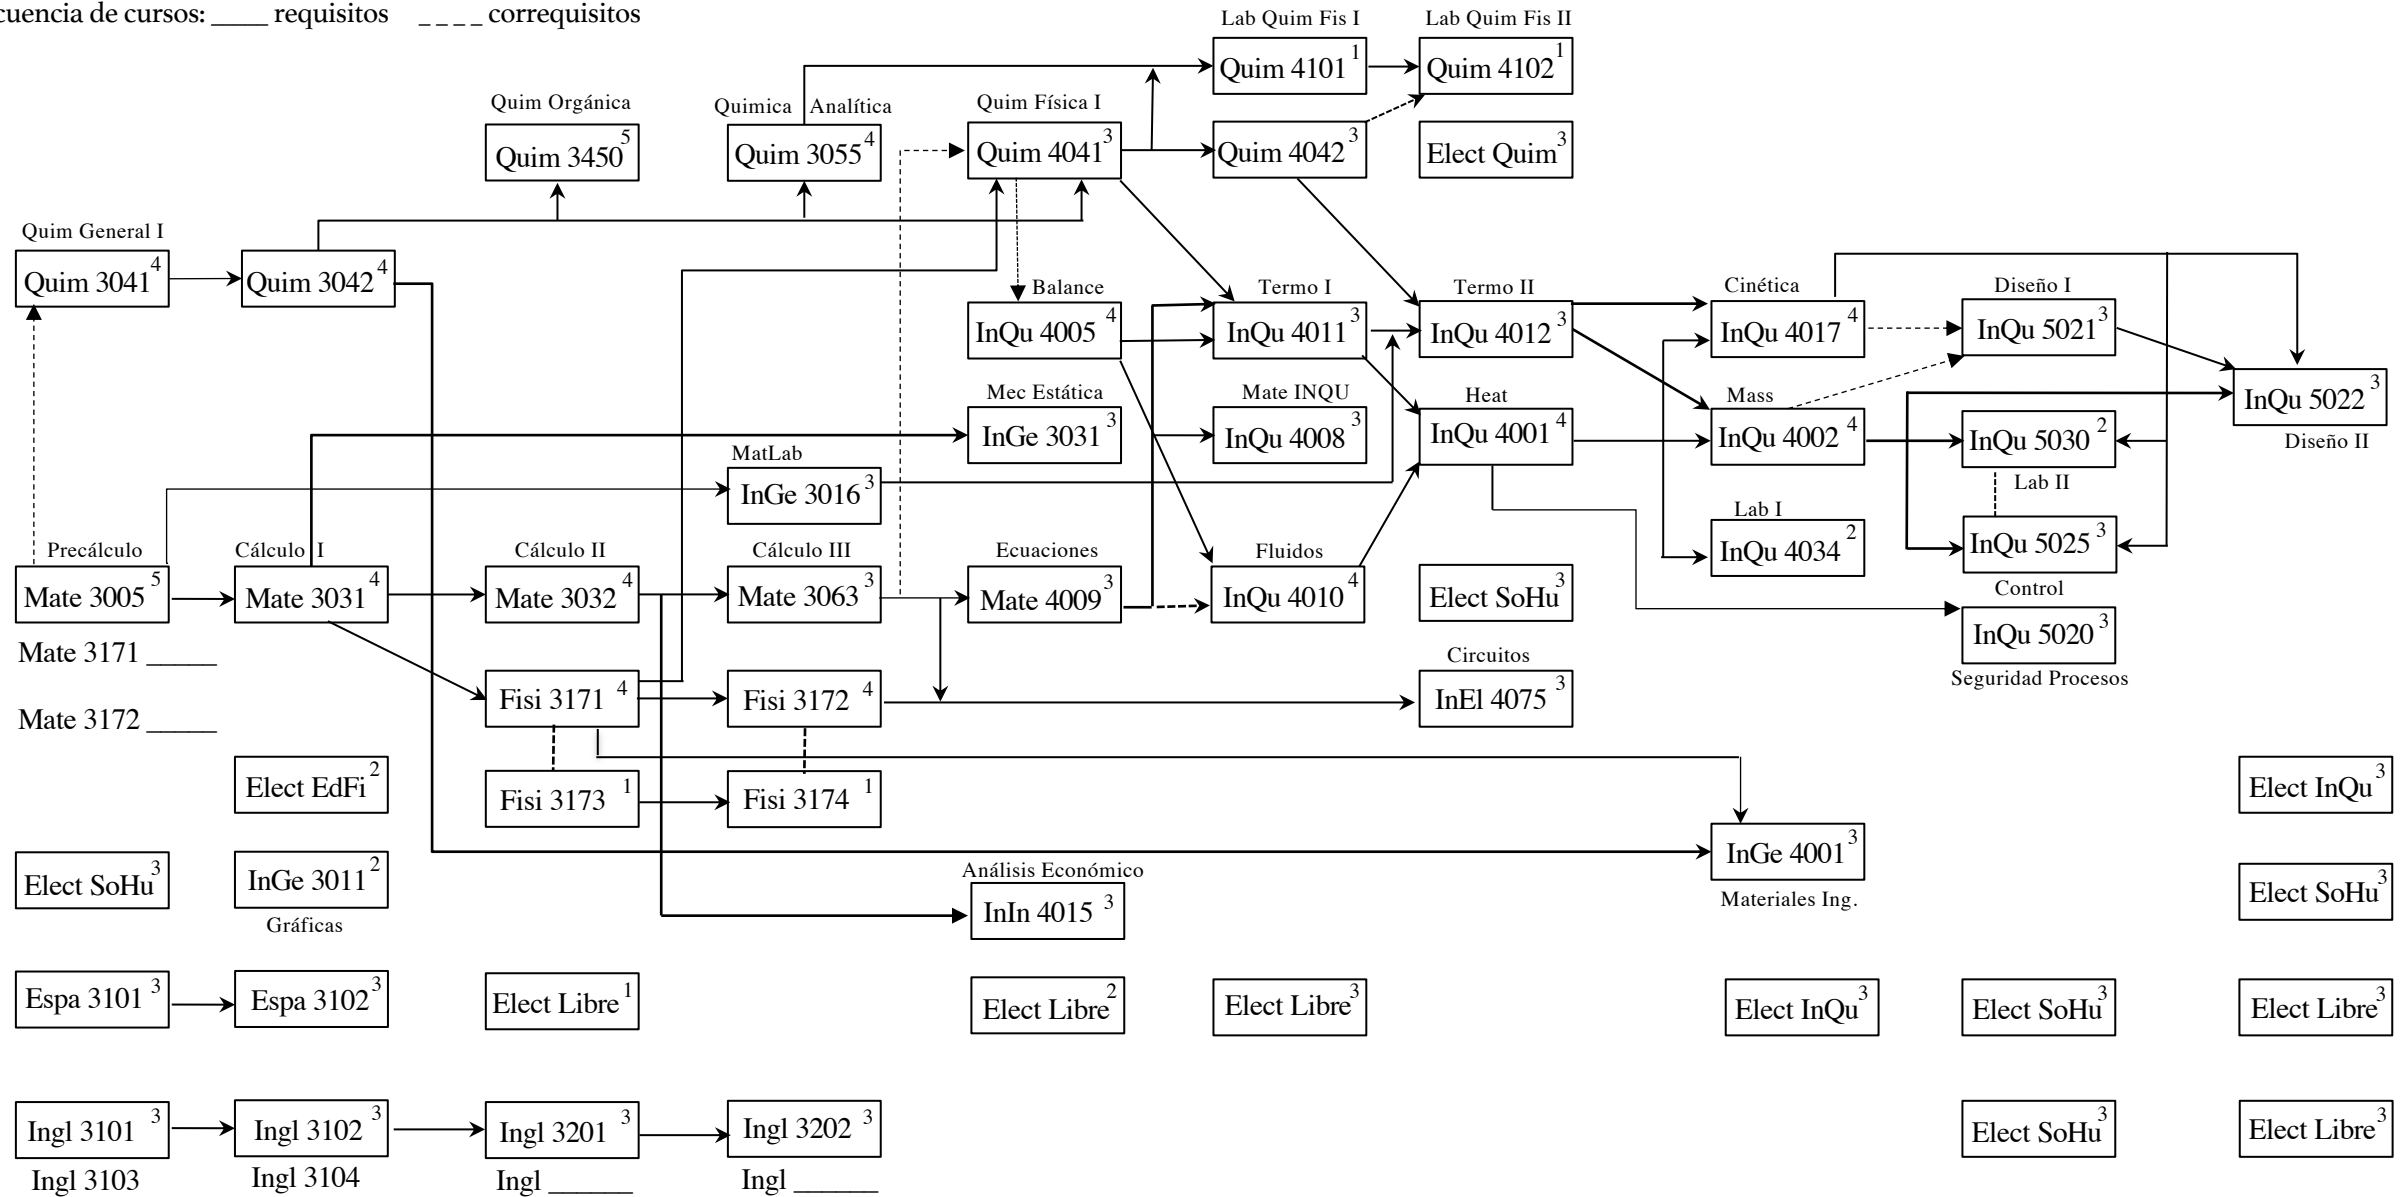 cuencia de cursos: ____ requisitos _ _ _ _ correquisitos
Lab Quim Fis I
Lab Quim Fis II
Quim 4101 1
Quim 4102 1
Quim Orgánica
Quimica Analítica
Quim Física I
Quim 3450 5
Quim 3055 4
Quim 4041 3
Quim 4042 3
Elect Quim 3
Quim General I
Quim 3041 4
Quim 3042 4
Balance
Termo I
Termo II
Cinética
Diseño I
InQu 4005 4
InQu 4011 3
InQu 4012 3
InQu 4017 4
InQu 5021 3
InQu 5022 3
Diseño II
Mec Estática
Mate INQU
Heat
Mass
InGe 3031 3
InQu 4008 3
InQu 4001 4
InQu 4002 4
InQu 5030 2
Lab II
MatLab
InGe 3016 3
Lab I
InQu 4034 2
InQu 5025 3
Control
Precálculo
Cálculo I
Cálculo II
Cálculo III
Ecuaciones
Fluidos
Mate 3005 5
Mate 3031 4
Mate 3032 4
Mate 3063 3
Mate 4009 3
InQu 4010 4
Elect SoHu 3
InQu 5020 3
Seguridad Procesos
Mate 3171 _____
Mate 3172 _____
Circuitos
Fisi 3171 4
Fisi 3172 4
InEl 4075 3
Elect EdFi 2
Fisi 3173 1
Fisi 3174 1
Elect InQu 3
InGe 4001 3
Materiales Ing.
Elect SoHu 3
InGe 3011 2
Gráficas
Análisis Económico
InIn 4015 3
Elect SoHu 3
Espa 3101 3
Espa 3102 3
Elect Libre 1
Elect Libre 2
Elect Libre 3
Elect InQu 3
Elect SoHu 3
Elect Libre 3
Ingl 3101 3
Ingl 3102 3
Ingl 3201 3
Ingl 3202 3
Elect SoHu 3
Elect Libre 3
Ingl 3103
Ingl 3104
Ingl ______
Ingl ______